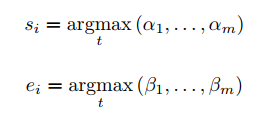 s_i = argmax_t (α_1, . . . , α_m)
e_i = argmax_t (β_1, . . . , β_m)